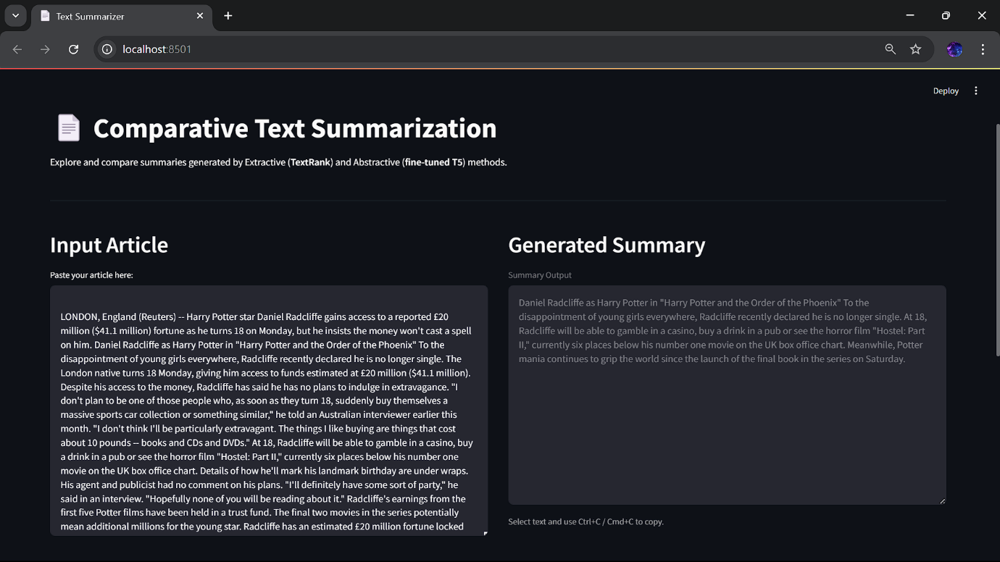 Text Summarizer
localhost:8501
Deploy
Comparative Text Summarization
Explore and compare summaries generated by Extractive (TextRank) and Abstractive (fine-tuned T5) methods.
Input Article
Paste your article here:
LONDON, England (Reuters) -- Harry Potter star Daniel Radcliffe gains access to a reported £20
million ($41.1 million) fortune as he turns 18 on Monday, but he insists the money won't cast a spell
on him. Daniel Radcliffe as Harry Potter in "Harry Potter and the Order of the Phoenix" To the
disappointment of young girls everywhere, Radcliffe recently declared he is no longer single. The
London native turns 18 Monday, giving him access to funds estimated at £20 million ($41.1 million).
Despite his access to the money, Radcliffe has said he has no plans to indulge in extravagance. "I
don't plan to be one of those people who, as soon as they turn 18, suddenly buy themselves a
massive sports car collection or something similar," he told an Australian interviewer earlier this
month. "I don't think I'll be particularly extravagant. The things I like buying are things that cost
about 10 pounds -- books and CDs and DVDs." At 18, Radcliffe will be able to gamble in a casino, buy
a drink in a pub or see the horror film "Hostel: Part II," currently six places below his number one
movie on the UK box office chart. Details of how he'll mark his landmark birthday are under wraps.
His agent and publicist had no comment on his plans. "I'll definitely have some sort of party," he
said in an interview. "Hopefully none of you will be reading about it." Radcliffe's earnings from the
first five Potter films have been held in a trust fund. The final two movies in the series potentially
mean additional millions for the young star. Radcliffe has an estimated £20 million fortune locked
Generated Summary
Summary Output
Daniel Radcliffe as Harry Potter in "Harry Potter and the Order of the Phoenix" To the
disappointment of young girls everywhere, Radcliffe recently declared he is no longer single. At 18,
Radcliffe will be able to gamble in a casino, buy a drink in a pub or see the horror film "Hostel: Part
II," currently six places below his number one movie on the UK box office chart. Meanwhile, Potter
mania continues to grip the world since the launch of the final book in the series on Saturday.
Select text and use Ctrl+C / Cmd+C to copy.